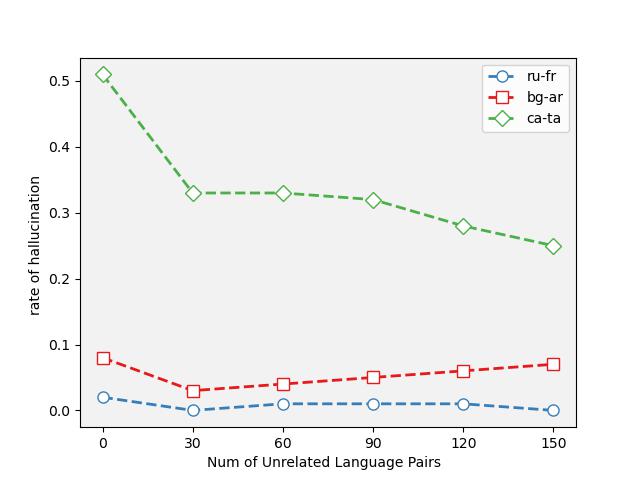 ru-fr
bg-ar
ca-ta
0.5
0.4
0.3
0.2
0.1
0.0
rate of hallucination
0 30 60 90 120 150
Num of Unrelated Language Pairs